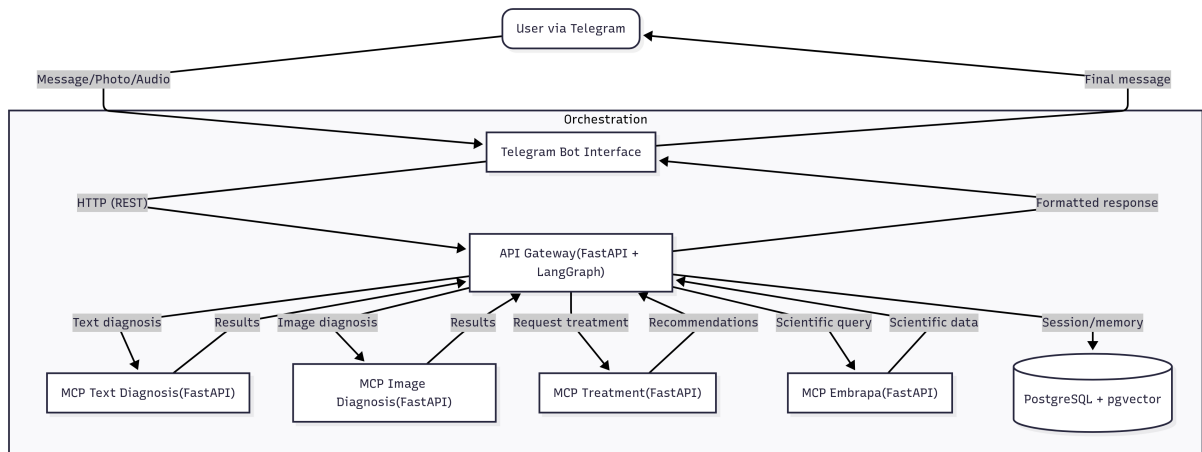 User via Telegram
Message/Photo/Audio
Final message
Orchestration
Telegram Bot Interface
HTTP (REST)
Formatted response
API Gateway(FastAPI +
LangGraph)
Text diagnosis
Results
Image diagnosis
Results
Request treatment
Recommendations
Scientific query
Scientific data
Session/memory
MCP Text Diagnosis(FastAPI)
MCP Image
Diagnosis(FastAPI)
MCP Treatment(FastAPI)
MCP Embrapa(FastAPI)
PostgreSQL + pgvector